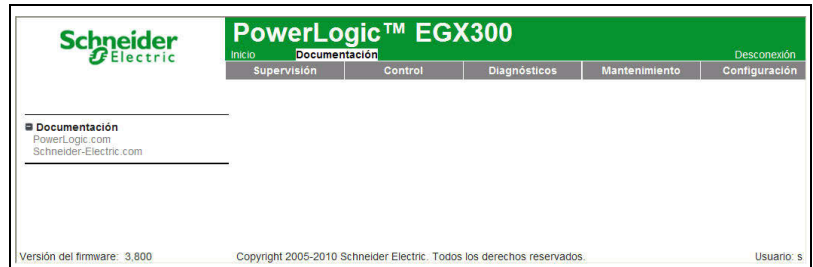 Schneider Electric
PowerLogic™ EGX300
Inicio Documentación Desconexión
Supervisión Control Diagnósticos Mantenimiento Configuración
Documentación
PowerLogic.com
Schneider-Electric.com
Versión del firmware: 3,800 Copyright 2005-2010 Schneider Electric. Todos los derechos reservados. Usuario: s